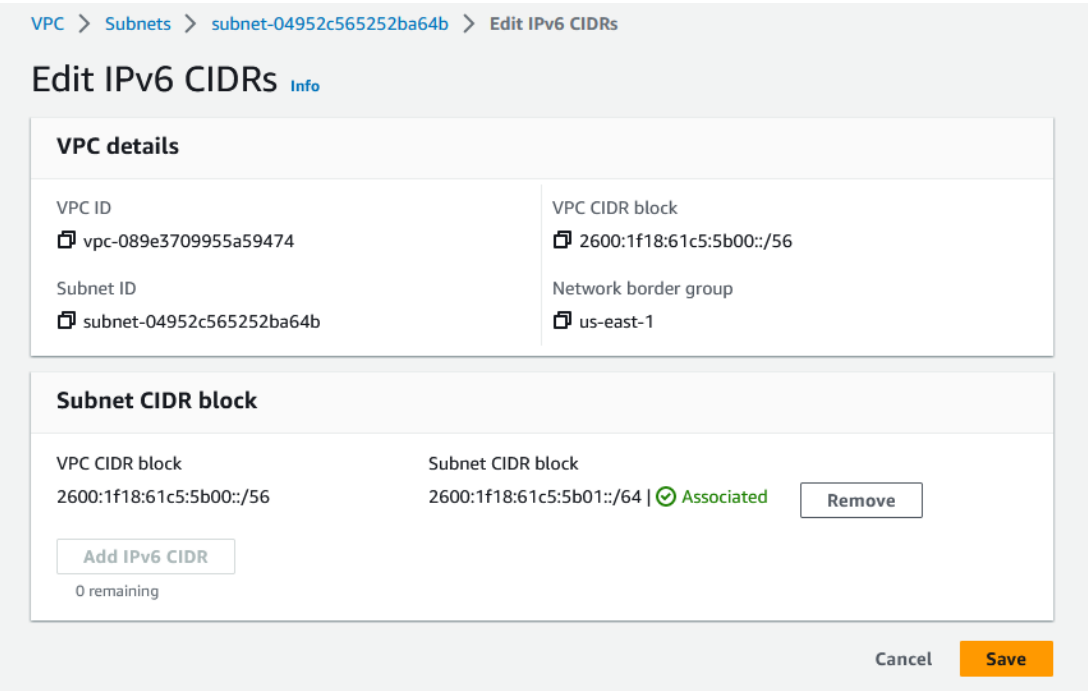 VPC > Subnets > subnet-04952c565252ba64b > Edit IPv6 CIDRs
Edit IPv6 CIDRs Info
VPC details
VPC ID
vpc-089e3709955a59474
VPC CIDR block
2600:1f18:61c5:5b00::/56
Subnet ID
subnet-04952c565252ba64b
Network border group
us-east-1
Subnet CIDR block
VPC CIDR block
2600:1f18:61c5:5b00::/56
Subnet CIDR block
2600:1f18:61c5:5b01::/64 | Associated
Remove
Add IPv6 CIDR
0 remaining
Cancel
Save